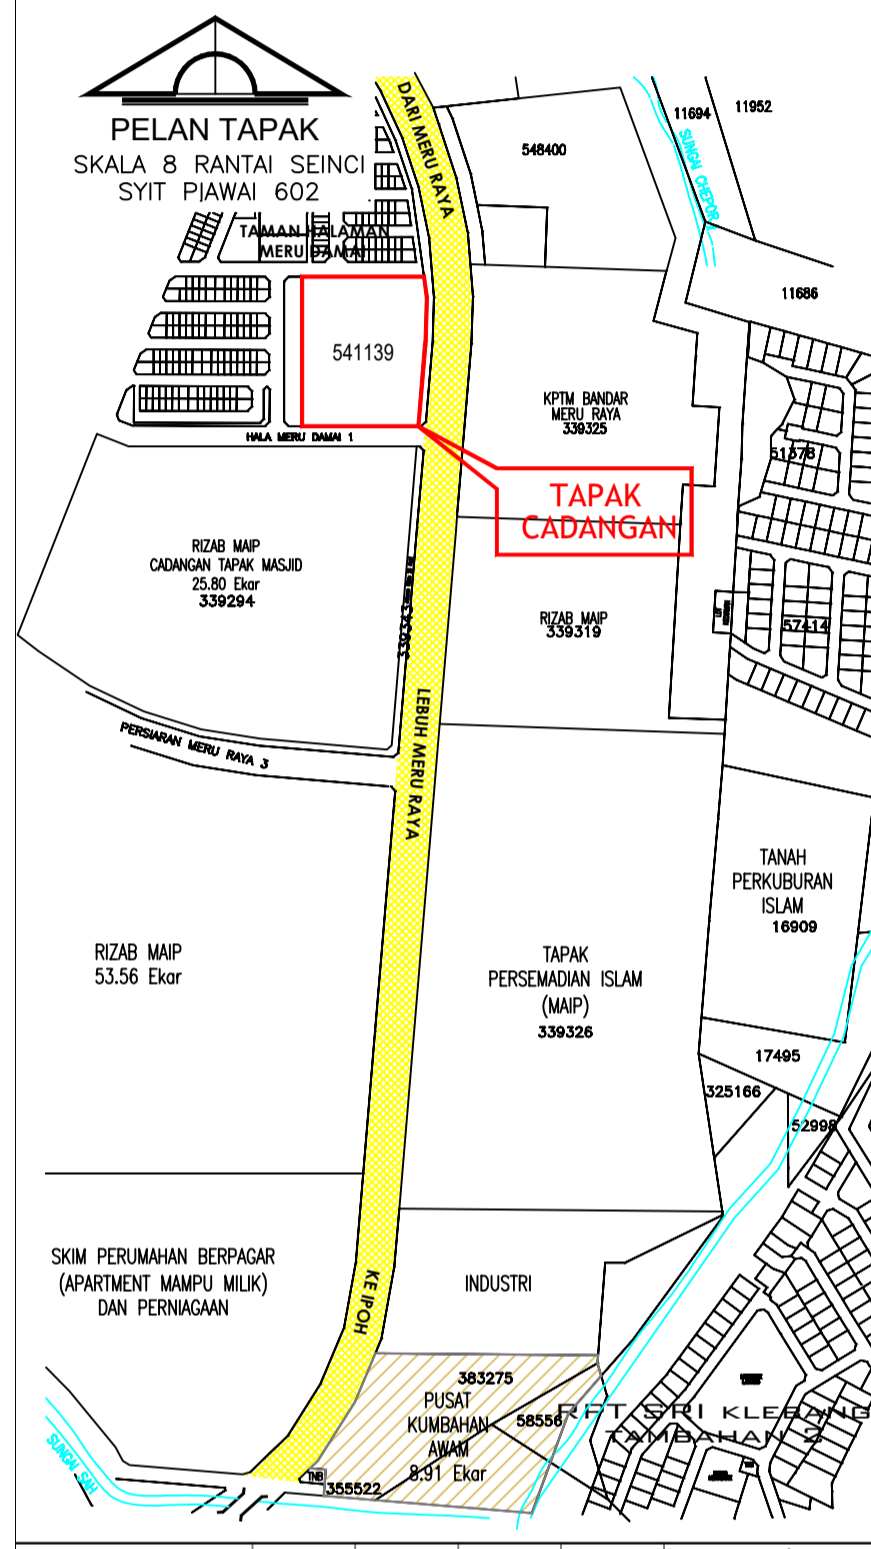 PELAN TAPAK
SKALA 8 RANTAI SEINCI
SYIT PIAWAI 602
DARI MERU RAYA
548400
11694
11952
SUNGAI CHEPOR
TAMAN HALAMAN
MERU DAMAI
11686
541139
KPTM BANDAR
MERU RAYA
339325
HALA MERU DAMAI 1
51378
TAPAK
CADANGAN
RIZAB MAIP
CADANGAN TAPAK MASJID
25.80 Ekar
339294
RIZAB MAIP
339319
57414
LEBUH MERU RAYA
PERSIARAN MERU RAYA 3
TANAH
PERKUBURAN
ISLAM
16909
RIZAB MAIP
53.56 Ekar
TAPAK
PERSEMADIAN ISLAM
(MAIP)
339326
17495
325166
52998
SKIM PERUMAHAN BERPAGAR
(APARTMENT MAMPU MILIK)
DAN PERNIAGAAN
KE IPOH
INDUSTRI
383275
PUSAT
KUMBAHAN
AWAM
8.91 Ekar
58556
RPT SRI KLEBANG
TAMBAHAN 2
SUNGAI SAH
TNB
355522